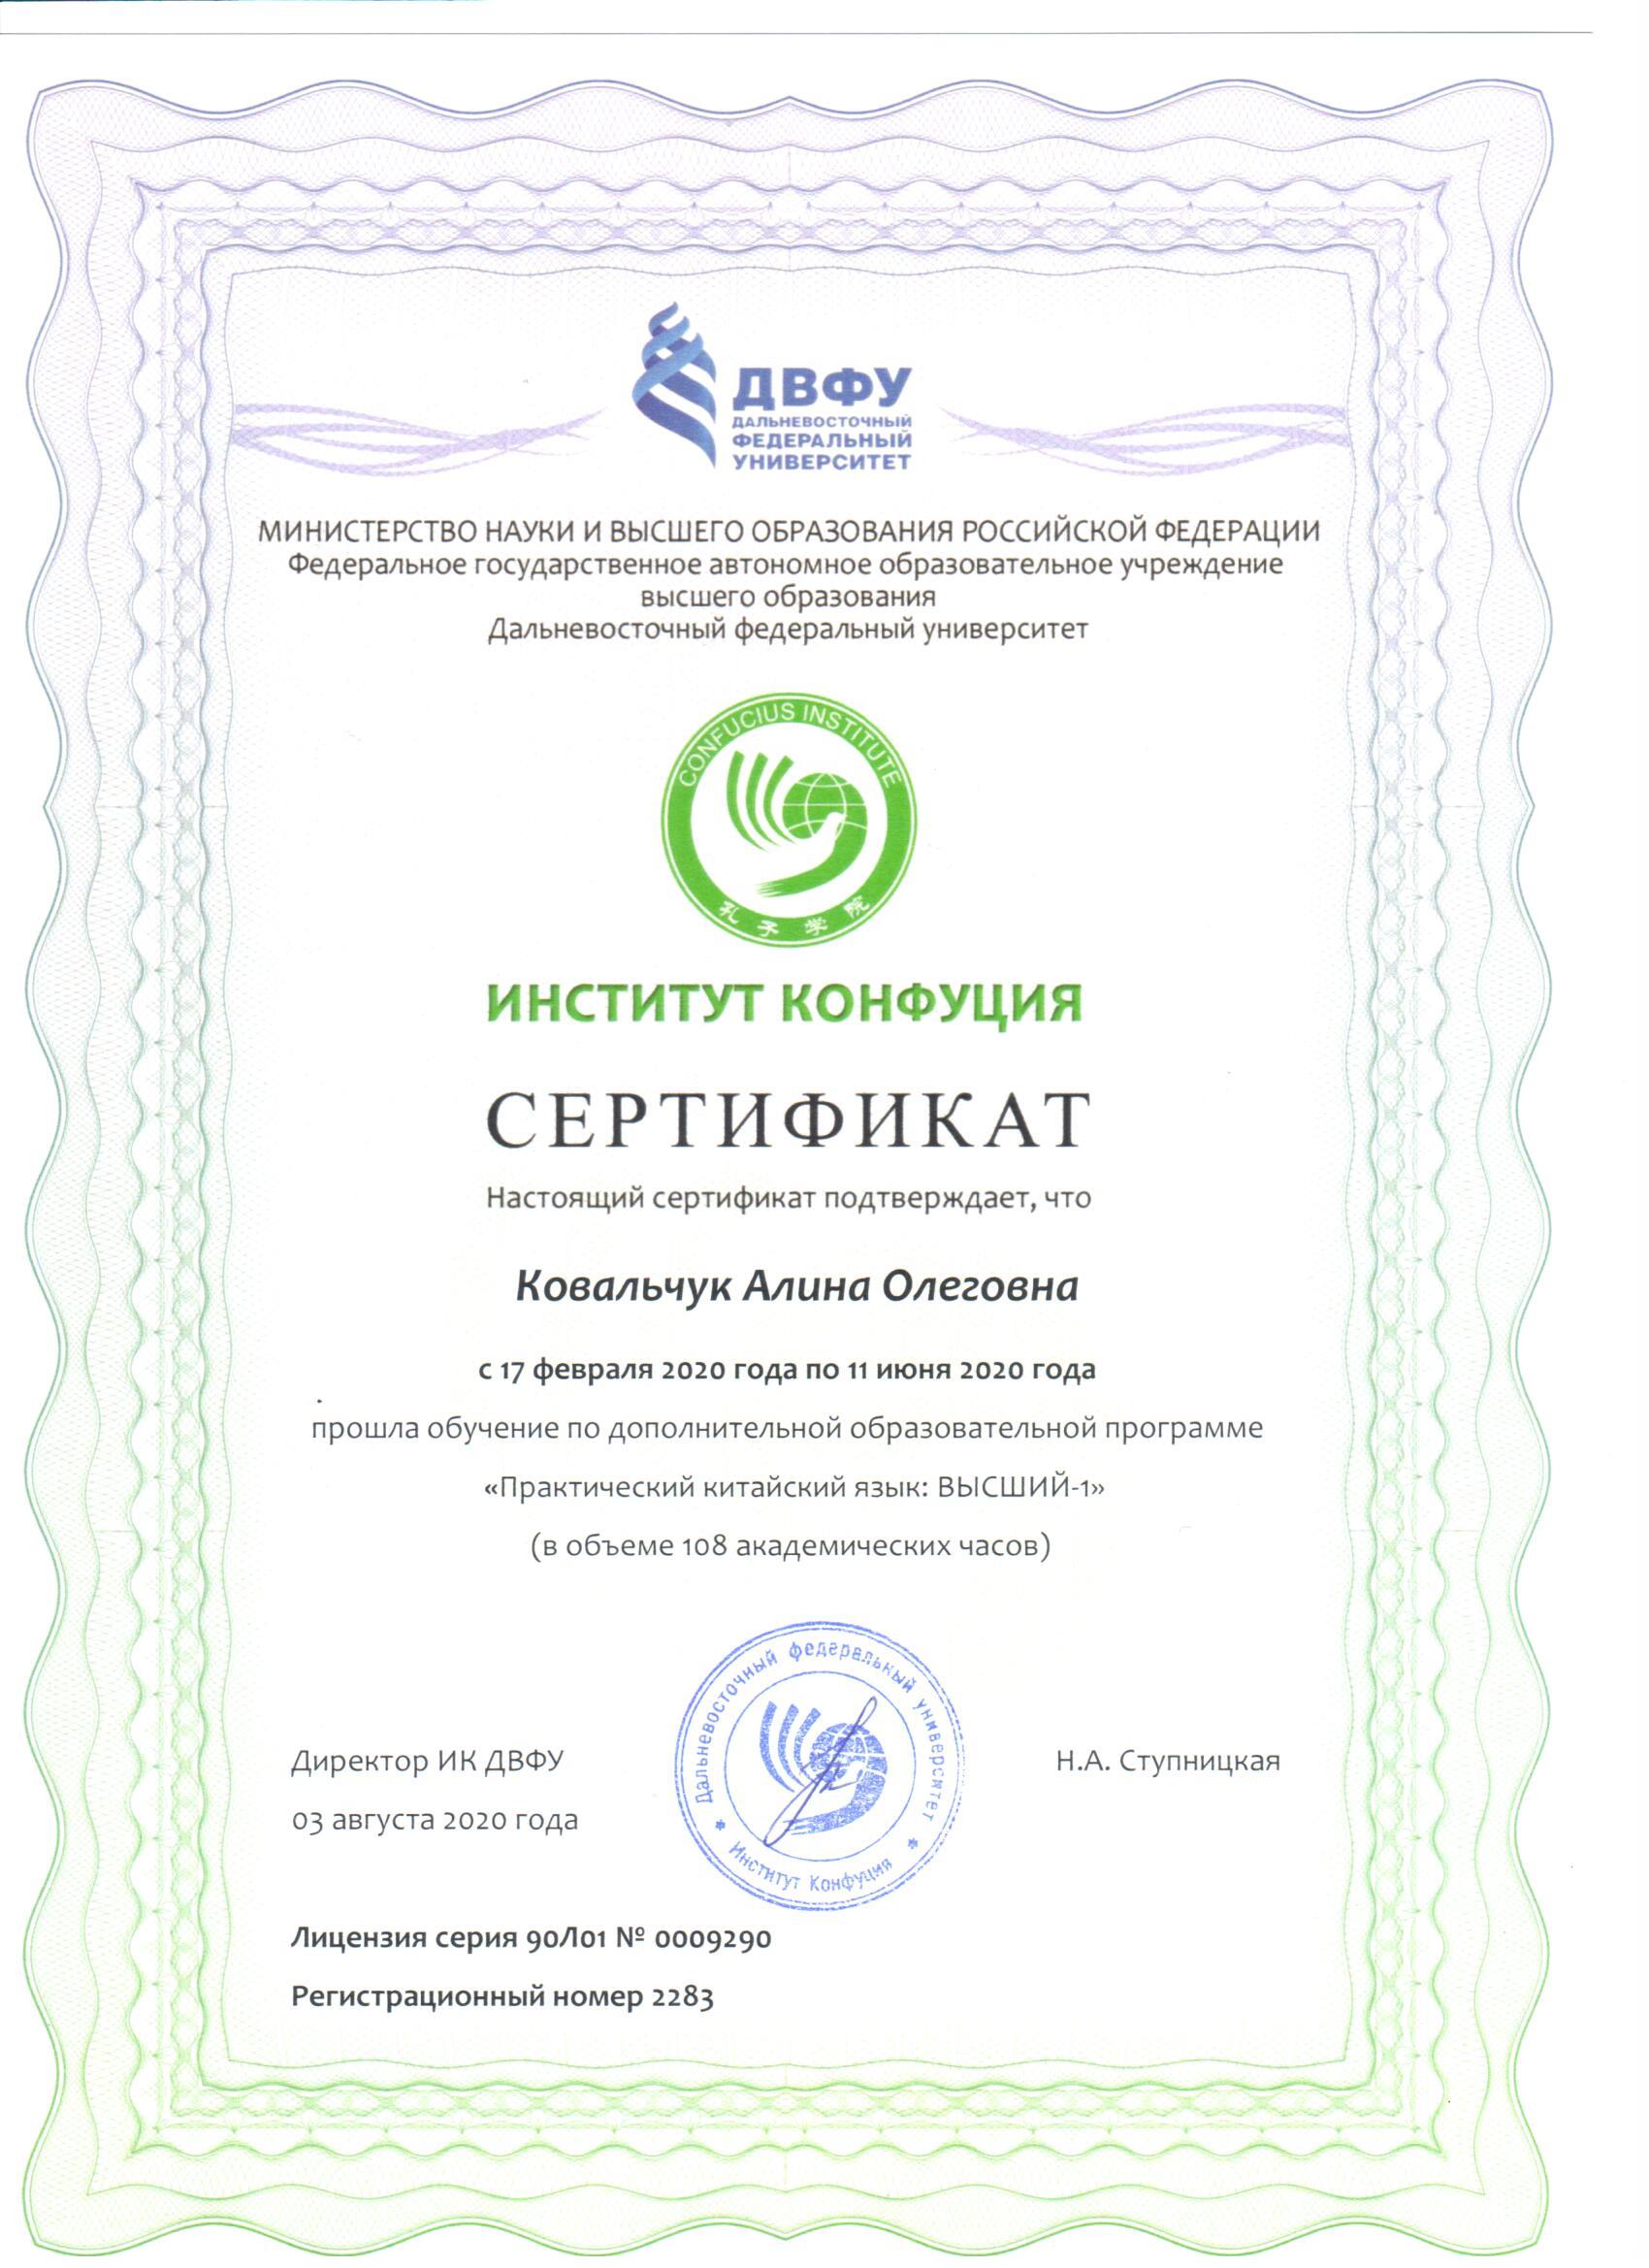 ДВФУ
ДАЛЬНЕВОСТОЧНЫЙ
ФЕДЕРАЛЬНЫЙ
УНИВЕРСИТЕТ
МИНИСТЕРСТВО НАУКИ И ВЫСШЕГО ОБРАЗОВАНИЯ РОССИЙСКОЙ ФЕДЕРАЦИИ
Федеральное государственное автономное образовательное учреждение
высшего образования
Дальневосточный федеральный университет
CONFUCIUS INSTITUTE
孔子学院
ИНСТИТУТ КОНФУЦИЯ
СЕРТИФИКАТ
Настоящий сертификат подтверждает, что
Ковальчук Алина Олеговна
с 17 февраля 2020 года по 11 июня 2020 года
прошла обучение по дополнительной образовательной программе
«Практический китайский язык: ВЫСШИЙ-1»
(в объеме 108 академических часов)
Дальневосточный федеральный университет
Институт Конфуция
Директор ИК ДВФУ
Н.А. Ступницкая
03 августа 2020 года
Лицензия серия 90Л01 № 0009290
Регистрационный номер 2283